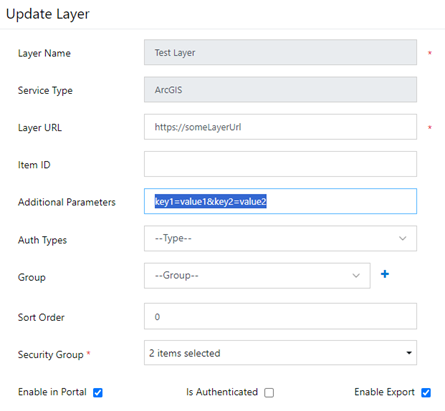 Update Layer
Layer Name Test Layer *
Service Type ArcGIS
Layer URL https://someLayerUrl *
Item ID
Additional Parameters key1=value1&key2=value2
Auth Types --Type--
Group --Group-- +
Sort Order 0
Security Group * 2 items selected
Enable in Portal Is Authenticated Enable Export